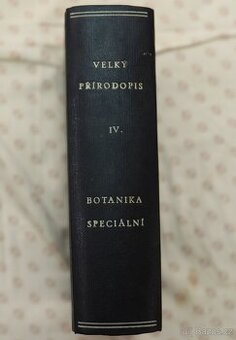 VELKÝ
PŘÍRODOPIS
IV.
BOTANIKA
SPECIÁLNÍ